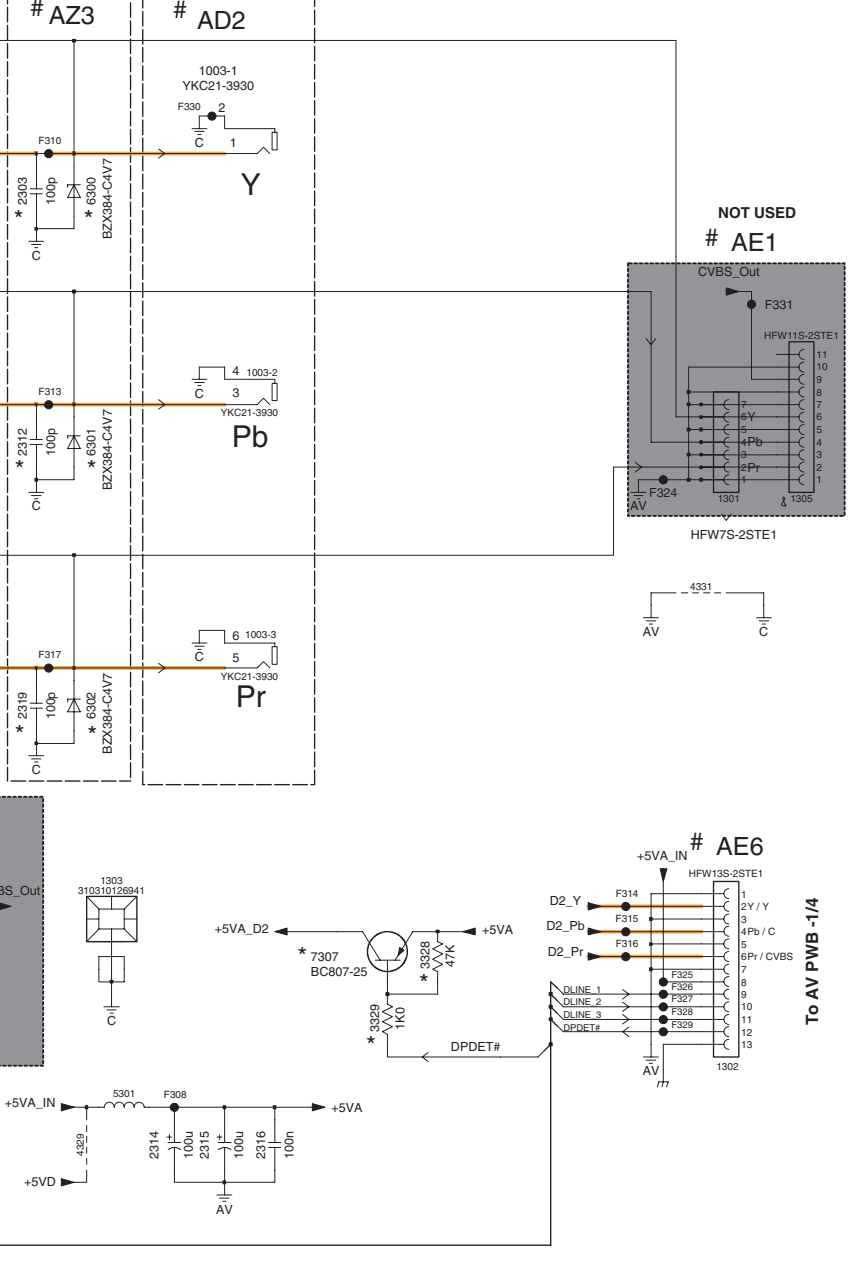 # AZ3
# AD2
1003-1
YKC21-3930
F330 2
C
1
Y
F310
* 2303
100p
* 6300
BZX384-C4V7
C
NOT USED
# AE1
CVBS_Out
F331
HFW11S-2STE1
11
10
9
8
7
6
5
4
3
2
1
7
6Y
5
4Pb
3
2Pr
1
F324
AV
1301
1305
HFW7S-2STE1
4 1003-2
C
3
YKC21-3930
Pb
F313
* 2312
100p
* 6301
BZX384-C4V7
C
4331
AV
C
6 1003-3
C
5
YKC21-3930
Pr
F317
* 2319
100p
* 6302
BZX384-C4V7
C
BS_Out
1303
310310126941
C
+5VA_D2
+5VA
* 7307
BC807-25
* 3328
47K
* 3329
1K0
DPDET#
# AE6
+5VA_IN
HFW13S-2STE1
D2_Y
F314
D2_Pb
F315
D2_Pr
F316
F325
DLINE_1
F326
DLINE_2
F327
DLINE_3
F328
DPDET#
F329
1
2Y / Y
3
4Pb / C
5
6Pr / CVBS
7
8
9
10
11
12
13
AV
1302
To AV PWB -1/4
+5VA_IN
5301
F308
+5VA
4329
2314
+
100u
2315
+
100u
2316
100n
+5VD
AV